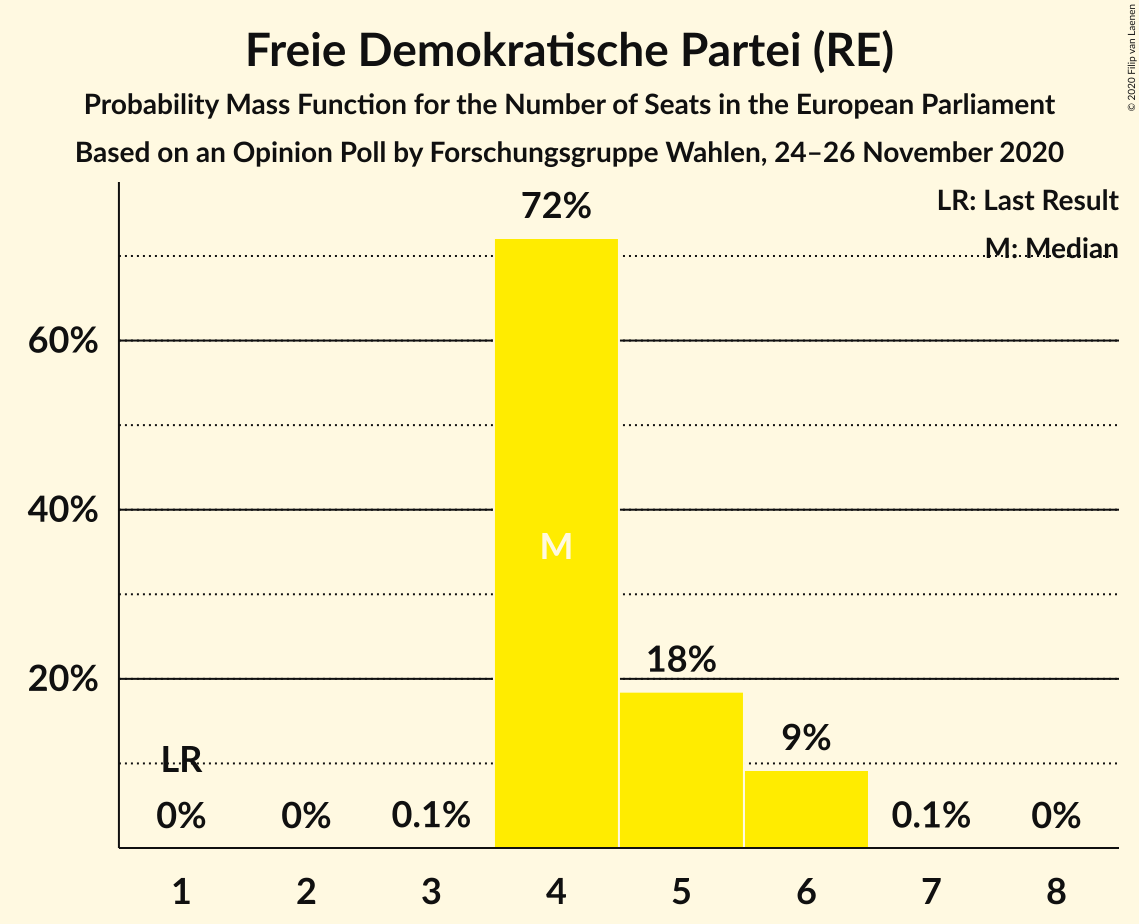 Freie Demokratische Partei (RE)
Probability Mass Function for the Number of Seats in the European Parliament
Based on an Opinion Poll by Forschungsgruppe Wahlen, 24–26 November 2020
© 2020 Filip van Laenen
LR: Last Result
M: Median
72%
60%
40%
M
20%
18%
9%
LR
0%
0%
0.1%
0.1%
0%
1 2 3 4 5 6 7 8